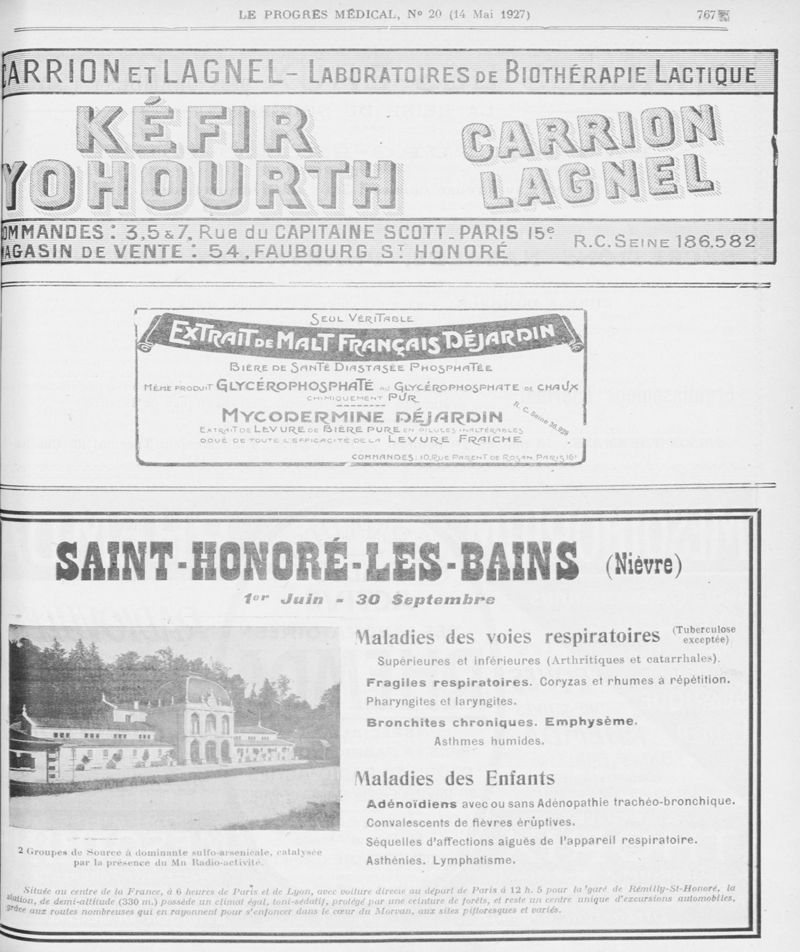 LE PROGRÈS MÉDICAL, No 20 (14 Mai 1927)
767
CARRION ET LAGNEL - LABORATOIRES DE BIOTHÉRAPIE LACTIQUE
KÉFIR
YOHOURTH
CARRION
LAGNEL
COMMANDES : 3,5 & 7, Rue du CAPITAINE SCOTT - PARIS 15e
MAGASIN DE VENTE : 54, FAUBOURG ST HONORÉ
R.C. SEINE 186.582
SEUL VÉRITABLE
EXTRAIT DE MALT FRANÇAIS DÉJARDIN
BIÈRE DE SANTÉ DIASTASÉE PHOSPHATÉE
MÊME PRODUIT GLYCÉROPHOSPHATÉ AU GLYCÉROPHOSPHATE DE CHAUX
CHIMIQUEMENT PUR
MYCODERMINE DÉJARDIN
R.C. Seine
EXTRAIT DE LEVURE DE BIÈRE PURE EN PILULES INALTÉRABLES
DOUÉ DE TOUTE L'EFFICACITÉ DE LA LEVURE FRAICHE
COMMANDES: 10, RUE PARENT DE ROSAN PARIS 16e
SAINT-HONORÉ-LES-BAINS (Nièvre)
1er Juin - 30 Septembre
Maladies des voies respiratoires (Tuberculose exceptée)
Supérieures et inférieures (Arthritiques et catarrhales).
Fragiles respiratoires. Coryzas et rhumes à répétition.
Pharyngites et laryngites.
Bronchites chroniques. Emphysème.
Asthmes humides.
Maladies des Enfants
Adénoïdiens avec ou sans Adénopathie trachéo-bronchique.
Convalescents de fièvres éruptives.
Séquelles d'affections aiguës de l'appareil respiratoire.
Asthénies. Lymphatisme.
2 Groupes de Source à dominante sulfo-arsenicale, catalysée
par la présence du Mn Radio-activité.
Située au centre de la France, à 6 heures de Paris et de Lyon, avec voiture directe au départ de Paris à 12 h. 5 pour la gare de Rémilly-St-Honoré, la
station, de demi-altitude (330 m.) possède un climat égal, toni-sédatif, protégé par une ceinture de forêts, et reste un centre unique d'excursions automobiles,
grâce aux routes nombreuses qui en rayonnent pour s'enfoncer dans le cœur du Morvan, aux sites pittoresques et variés.